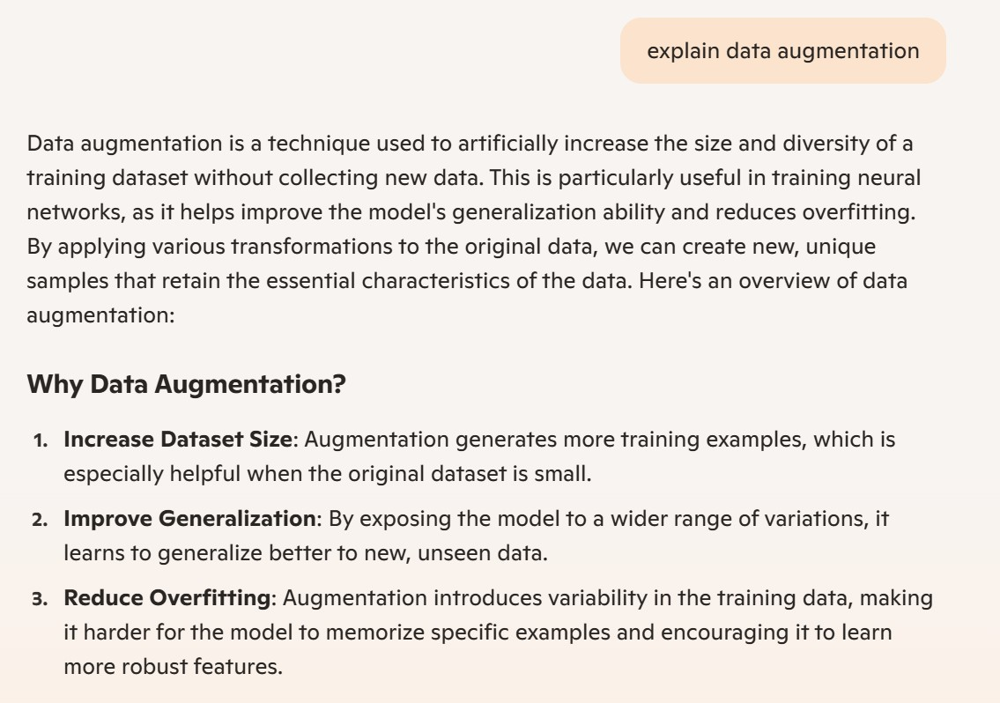 explain data augmentation
Data augmentation is a technique used to artificially increase the size and diversity of a
training dataset without collecting new data. This is particularly useful in training neural
networks, as it helps improve the model's generalization ability and reduces overfitting.
By applying various transformations to the original data, we can create new, unique
samples that retain the essential characteristics of the data. Here's an overview of data
augmentation:
Why Data Augmentation?
1. Increase Dataset Size: Augmentation generates more training examples, which is
especially helpful when the original dataset is small.
2. Improve Generalization: By exposing the model to a wider range of variations, it
learns to generalize better to new, unseen data.
3. Reduce Overfitting: Augmentation introduces variability in the training data, making
it harder for the model to memorize specific examples and encouraging it to learn
more robust features.